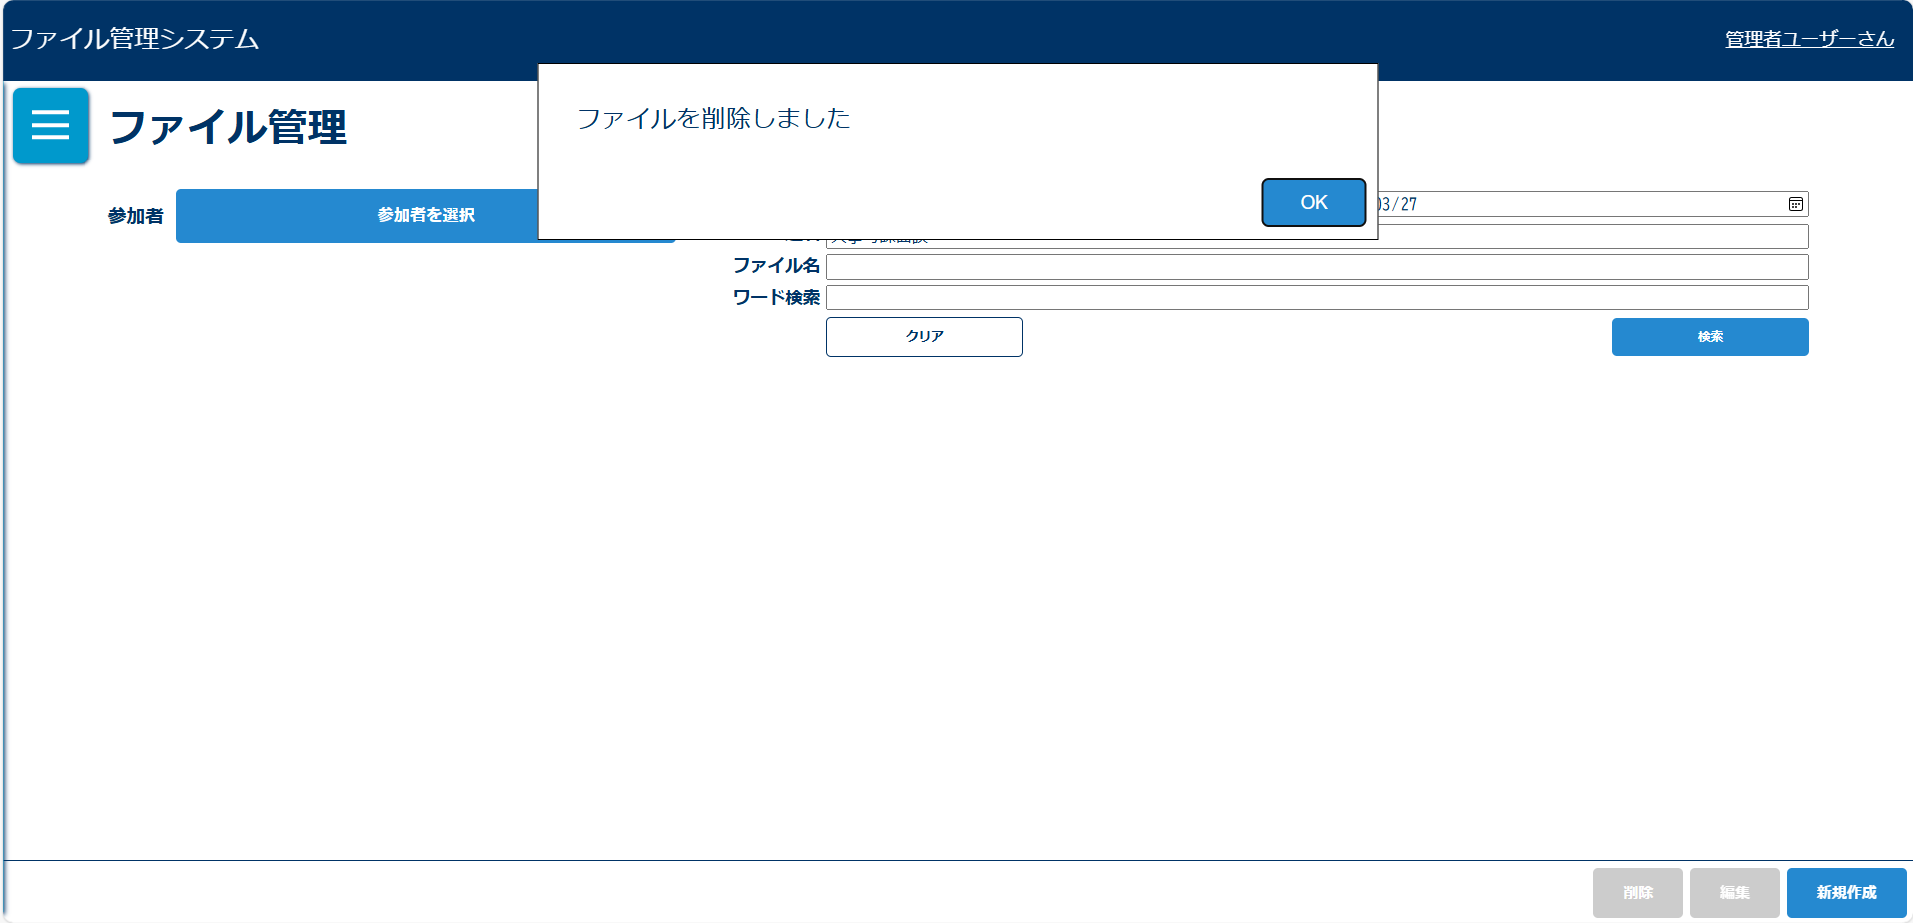 ファイル管理システム
管理者ユーザーさん
ファイル管理
ファイルを削除しました
OK
参加者
参加者を選択
03/27
ファイル名
ワード検索
クリア
検索
削除
編集
新規作成